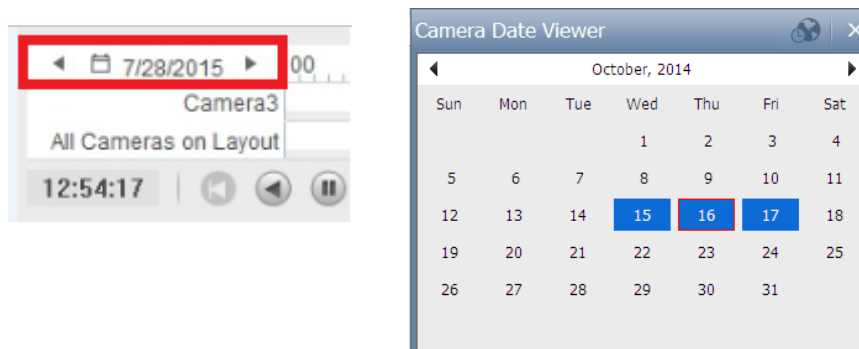 7/28/2015
00
Camera3
All Cameras on Layout
12:54:17
Camera Date Viewer
October, 2014
Sun Mon Tue Wed Thu Fri Sat
1 2 3 4
5 6 7 8 9 10 11
12 13 14 15 16 17 18
19 20 21 22 23 24 25
26 27 28 29 30 31